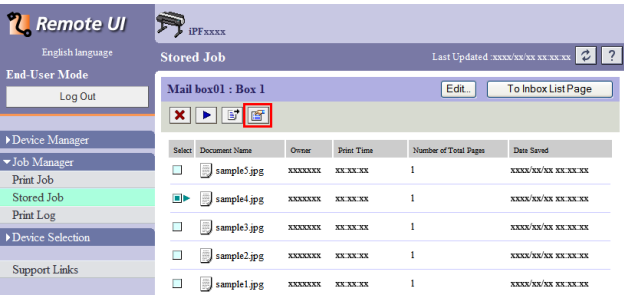 Remote UI
English language
End-User Mode
Log Out
Device Manager
Job Manager
Print Job
Stored Job
Print Log
Device Selection
Support Links
iPFxxxx
Stored Job
Last Updated :xxxx/xx/xx xx:xx:xx
?
Mail box01 : Box 1
Edit...
To Inbox List Page
Select Document Name Owner Print Time Number of Total Pages Date Saved
sample5.jpg xxxxxxx xx:xx:xx 1 xxxx/xx/xx xx:xx:xx
sample4.jpg xxxxxxx xx:xx:xx 1 xxxx/xx/xx xx:xx:xx
sample3.jpg xxxxxxx xx:xx:xx 1 xxxx/xx/xx xx:xx:xx
sample2.jpg xxxxxxx xx:xx:xx 1 xxxx/xx/xx xx:xx:xx
sample1.jpg xxxxxxx xx:xx:xx 1 xxxx/xx/xx xx:xx:xx